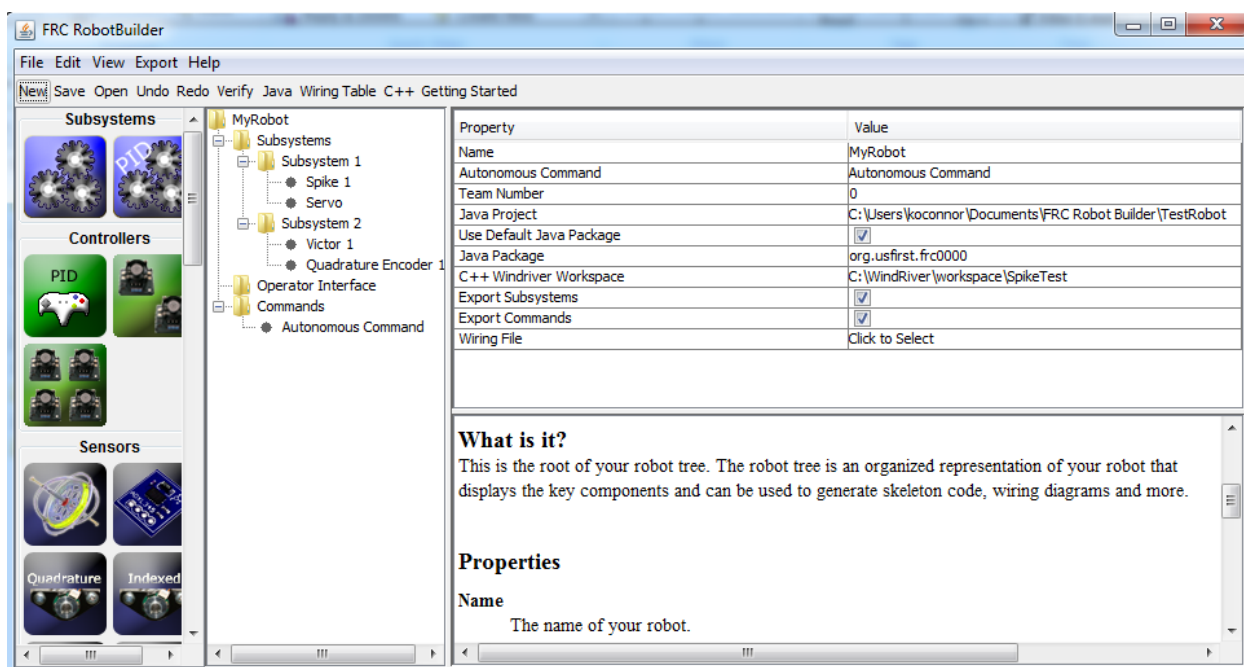 FRC RobotBuilder
File Edit View Export Help
New Save Open Undo Redo Verify Java Wiring Table C++ Getting Started
Subsystems
PID
Controllers
PID
Sensors
Quadrature
Indexed
MyRobot
Subsystems
Subsystem 1
Spike 1
Servo
Subsystem 2
Victor 1
Quadrature Encoder 1
Operator Interface
Commands
Autonomous Command
Property Value
Name MyRobot
Autonomous Command Autonomous Command
Team Number 0
Java Project C:\Users\koconnor\Documents\FRC Robot Builder\TestRobot
Use Default Java Package
Java Package org.usfirst.frc0000
C++ Windriver Workspace C:\WindRiver\workspace\SpikeTest
Export Subsystems
Export Commands
Wiring File Click to Select
What is it?
This is the root of your robot tree. The robot tree is an organized representation of your robot that
displays the key components and can be used to generate skeleton code, wiring diagrams and more.
Properties
Name
The name of your robot.